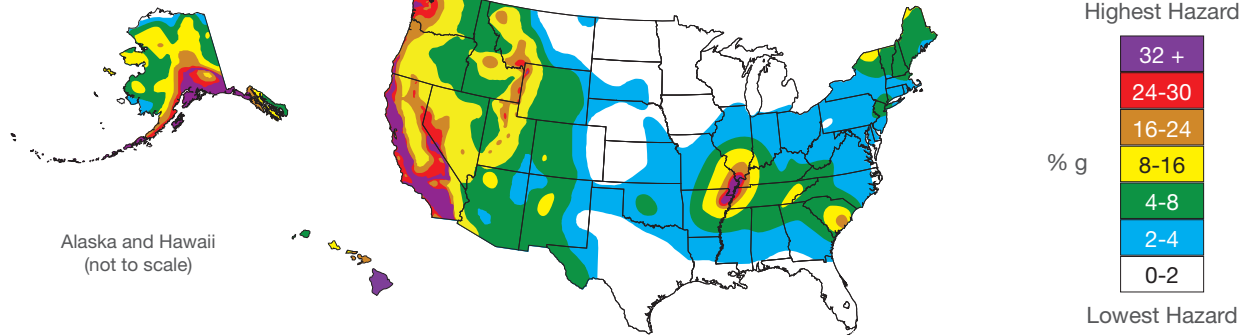 Highest Hazard
32 +
24-30
16-24
% g
8-16
4-8
2-4
0-2
Lowest Hazard
Alaska and Hawaii
(not to scale)